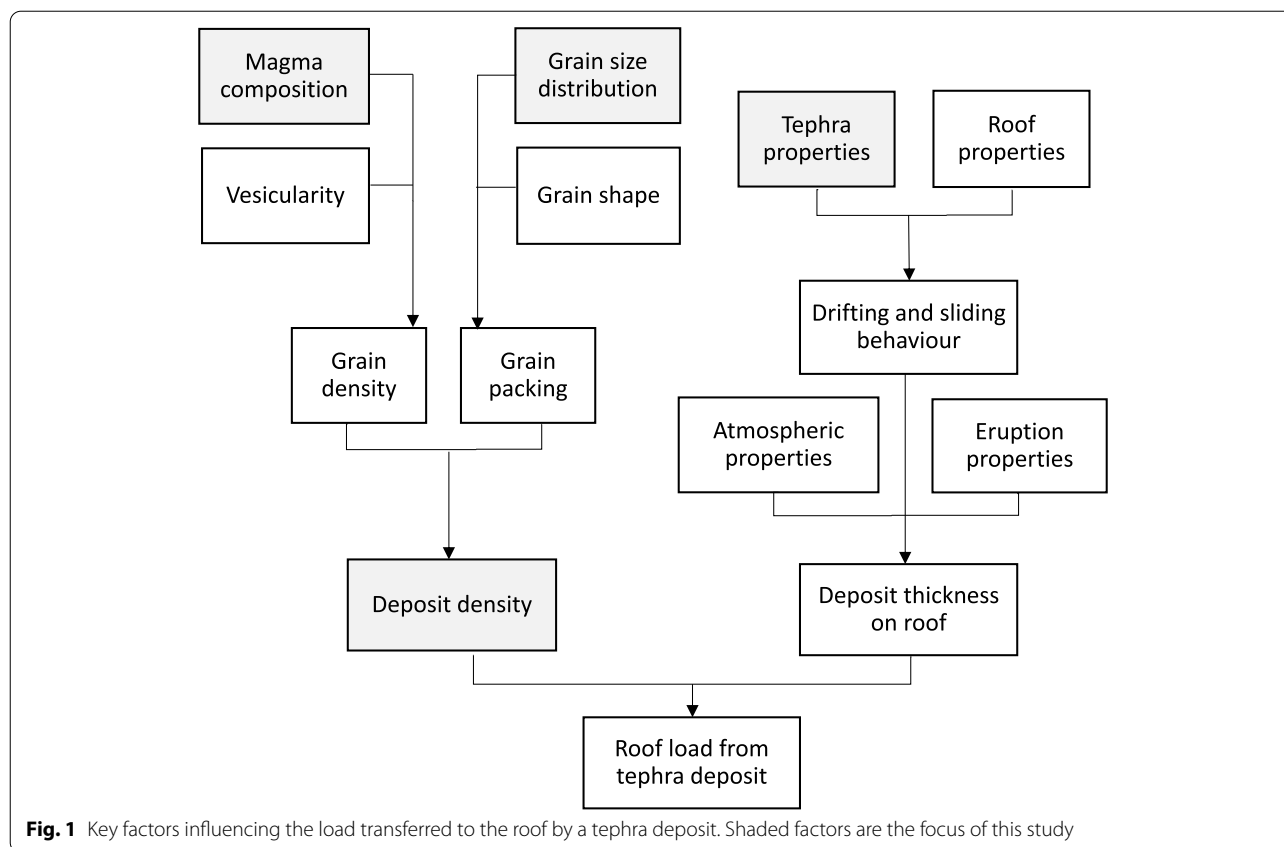 Magma
composition
Grain size
distribution
Tephra
properties
Roof
properties
Vesicularity
Grain shape
Drifting and sliding
behaviour
Grain
density
Grain
packing
Atmospheric
properties
Eruption
properties
Deposit density
Deposit thickness
on roof
Roof load from
tephra deposit
Fig. 1 Key factors influencing the load transferred to the roof by a tephra deposit. Shaded factors are the focus of this study